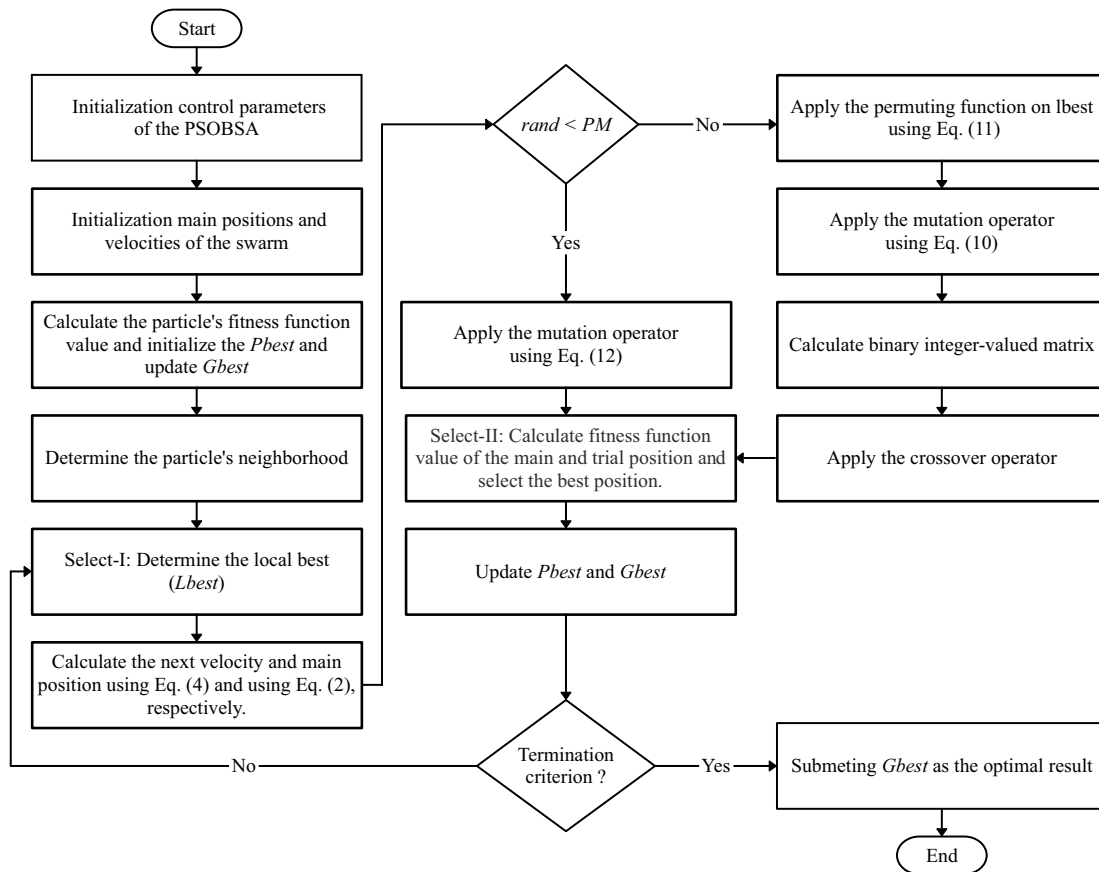 Start
Initialization control parameters
of the PSOBSA
Initialization main positions and
velocities of the swarm
Calculate the particle's fitness function
value and initialize the Pbest and
update Gbest
Determine the particle's neighborhood
Select-I: Determine the local best
(Lbest)
Calculate the next velocity and main
position using Eq. (4) and using Eq. (2),
respectively.
rand < PM
No
Yes
Apply the permuting function on lbest
using Eq. (11)
Apply the mutation operator
using Eq. (10)
Calculate binary integer-valued matrix
Apply the crossover operator
Apply the mutation operator
using Eq. (12)
Select-II: Calculate fitness function
value of the main and trial position and
select the best position.
Update Pbest and Gbest
Termination
criterion ?
No
Yes
Submeting Gbest as the optimal result
End